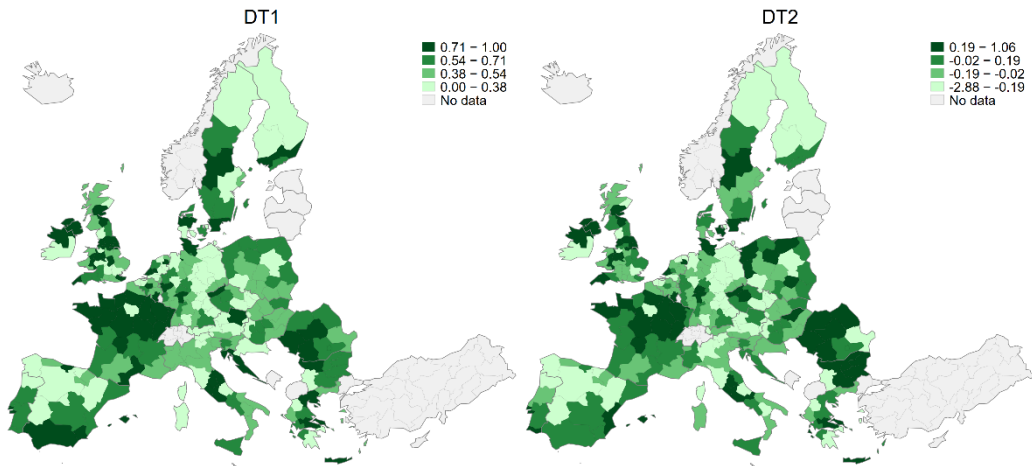 DT1
0.71 – 1.00
0.54 – 0.71
0.38 – 0.54
0.00 – 0.38
No data
DT2
0.19 – 1.06
-0.02 – 0.19
-0.19 – -0.02
-2.88 – -0.19
No data